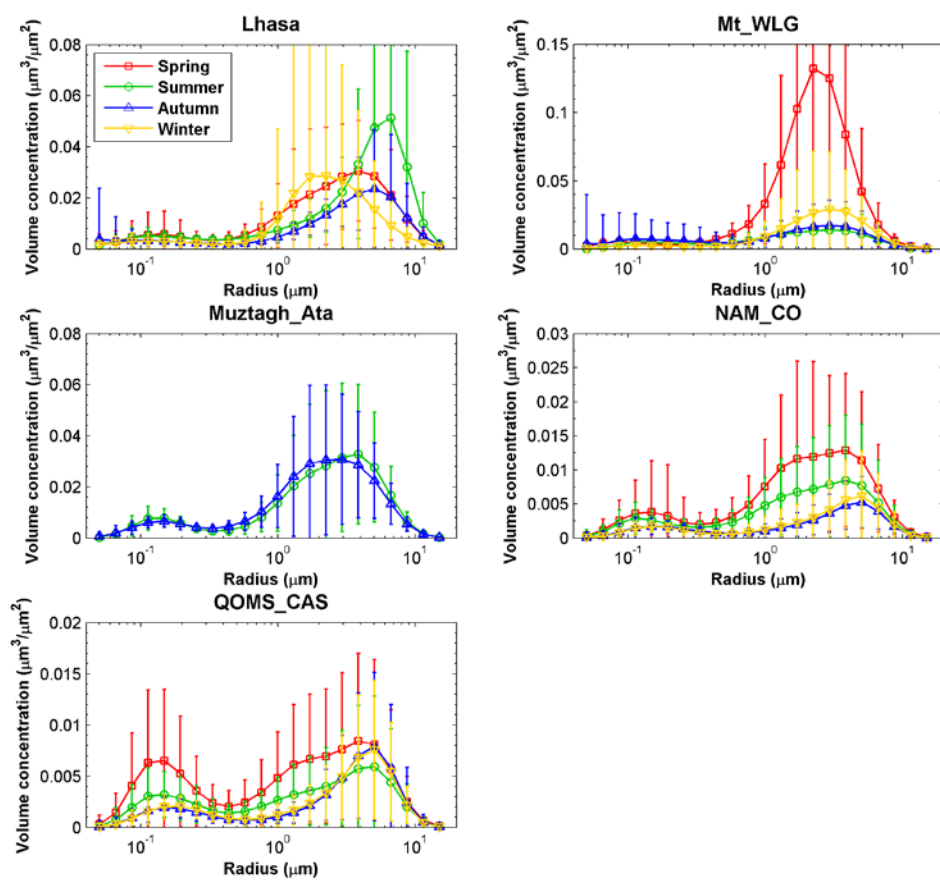 Lhasa
Volume concentration (μm³/μm²)
0.08
0.06
0.04
0.02
0
Spring
Summer
Autumn
Winter
10⁻¹ 10⁰ 10¹
Radius (μm)
Mt_WLG
Volume concentration (μm³/μm²)
0.15
0.1
0.05
0
10⁻¹ 10⁰ 10¹
Radius (μm)
Muztagh_Ata
Volume concentration (μm³/μm²)
0.08
0.06
0.04
0.02
0
10⁻¹ 10⁰ 10¹
Radius (μm)
NAM_CO
Volume concentration (μm³/μm²)
0.03
0.025
0.02
0.015
0.01
0.005
0
10⁻¹ 10⁰ 10¹
Radius (μm)
QOMS_CAS
Volume concentration (μm³/μm²)
0.02
0.015
0.01
0.005
0
10⁻¹ 10⁰ 10¹
Radius (μm)